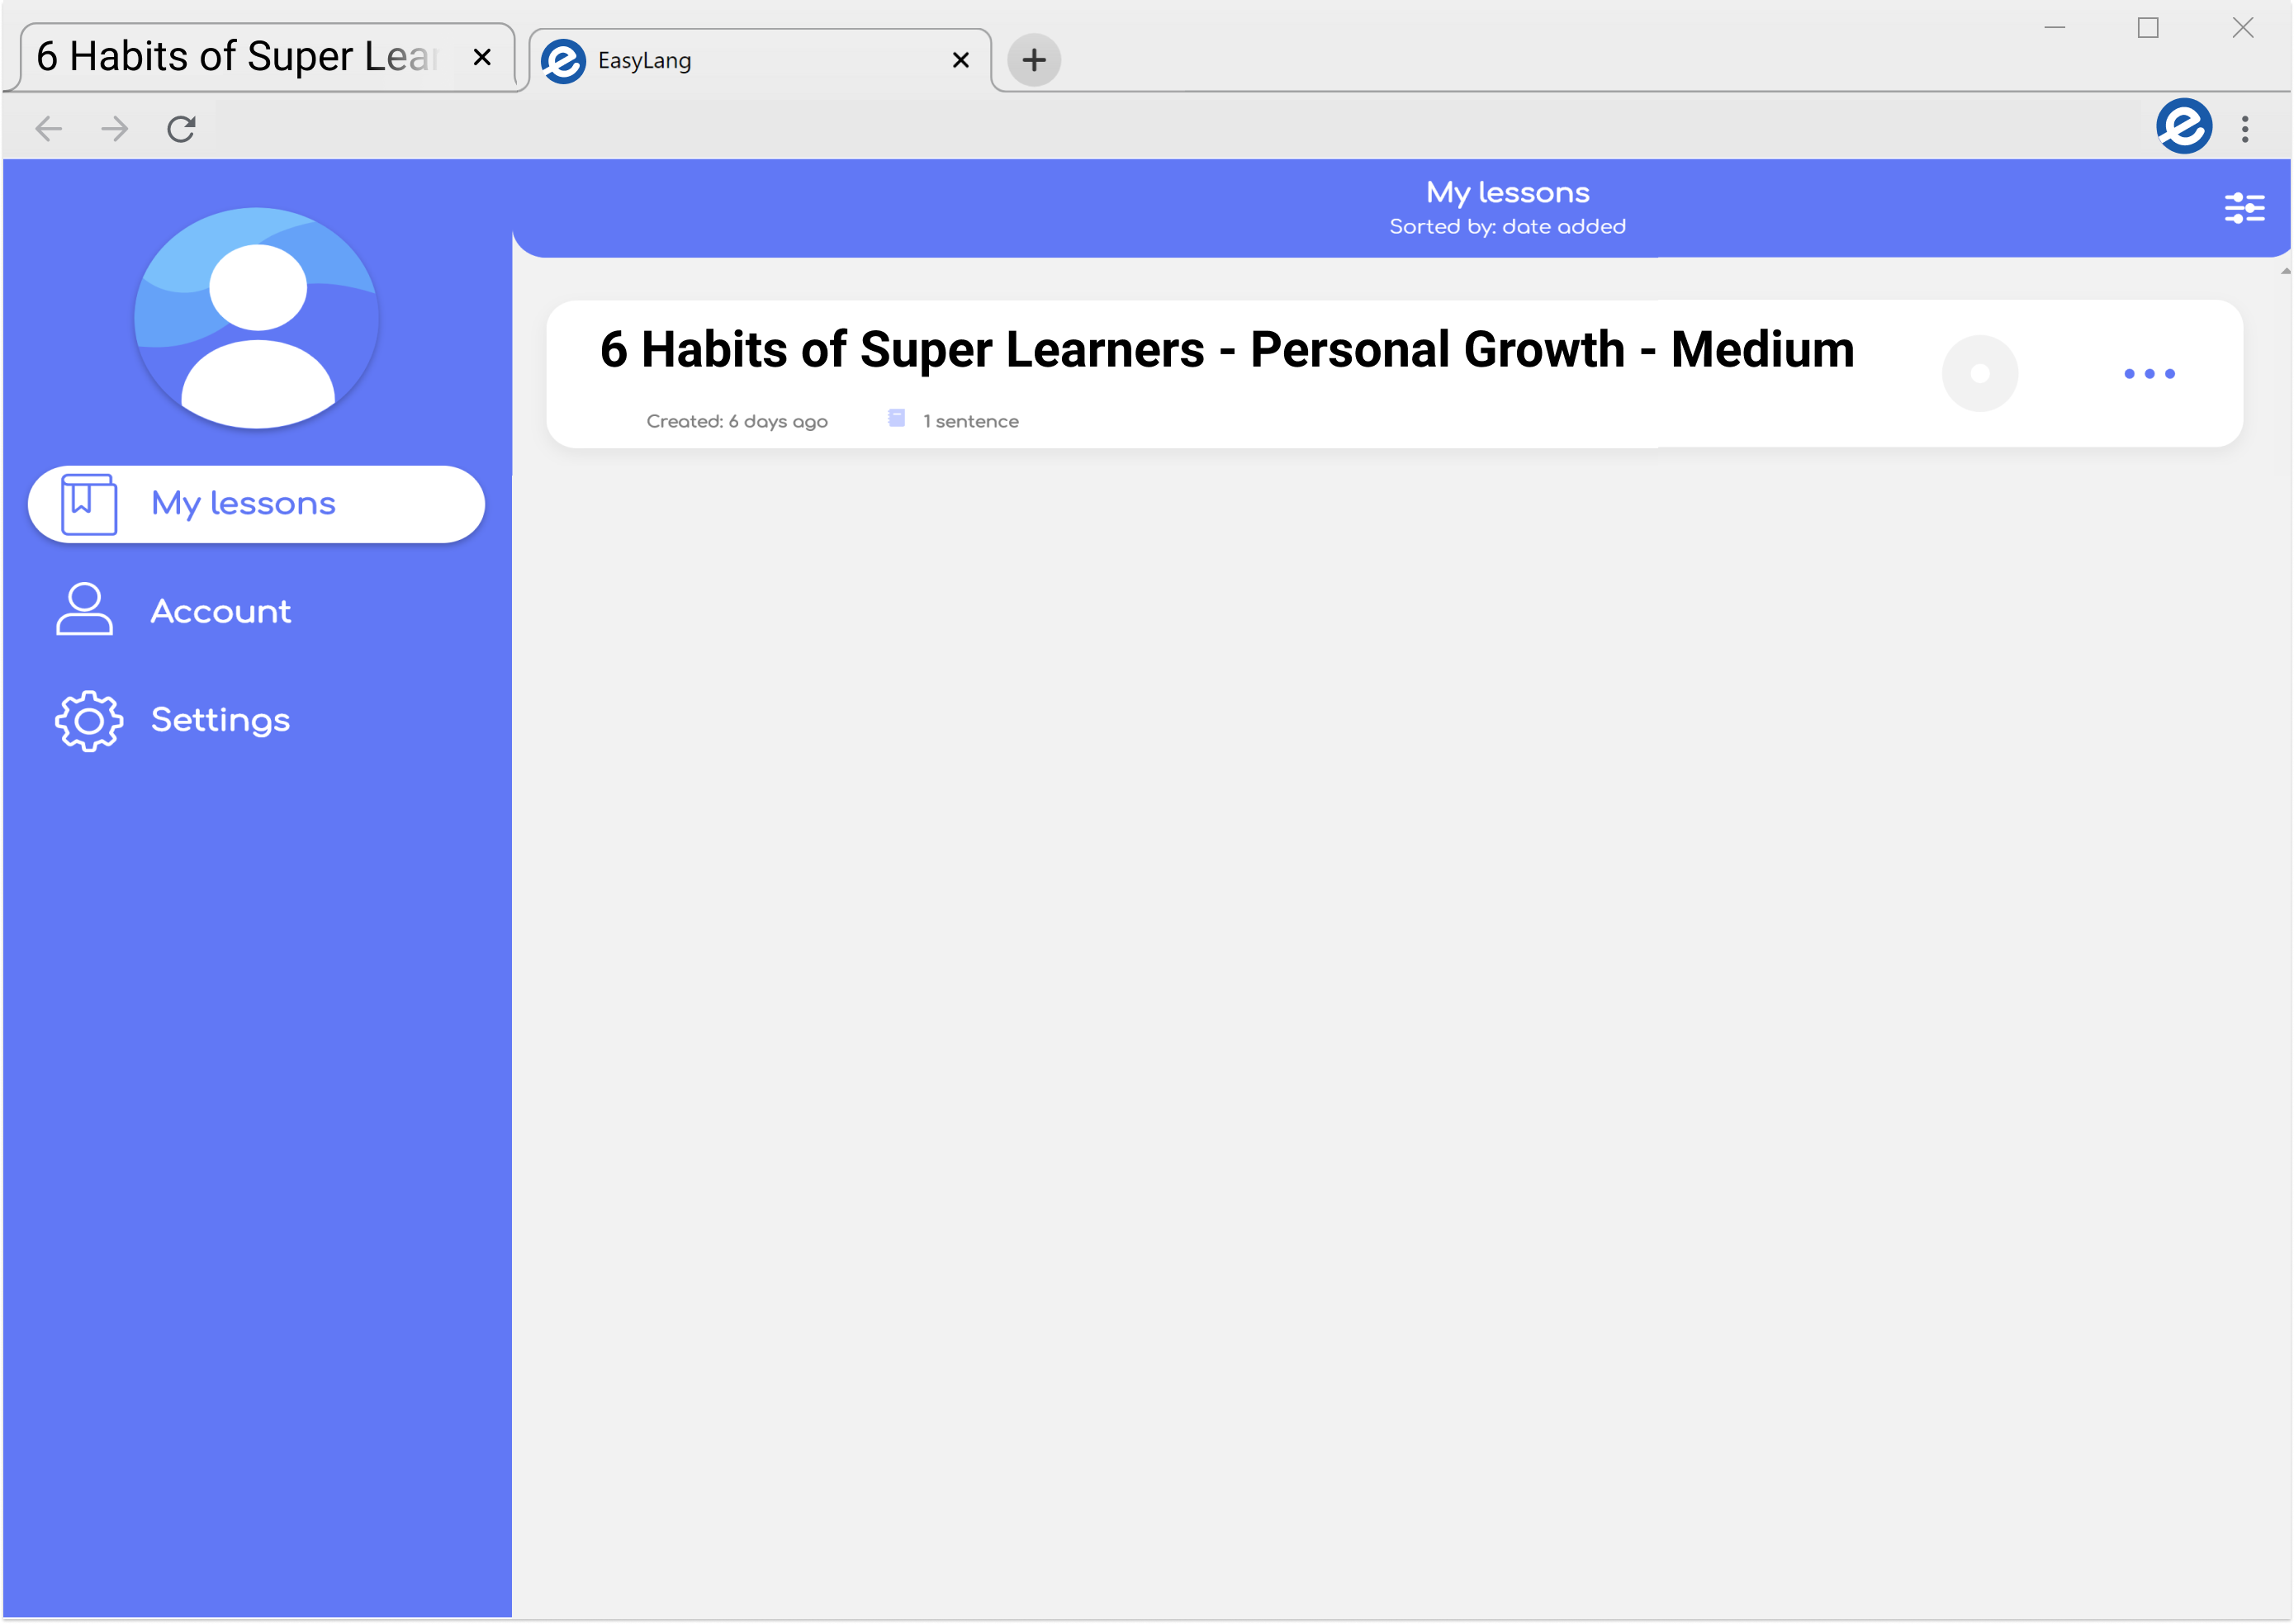 6 Habits of Super Lear
EasyLang
My lessons
Sorted by: date added
6 Habits of Super Learners - Personal Growth - Medium
Created: 6 days ago
1 sentence
My lessons
Account
Settings